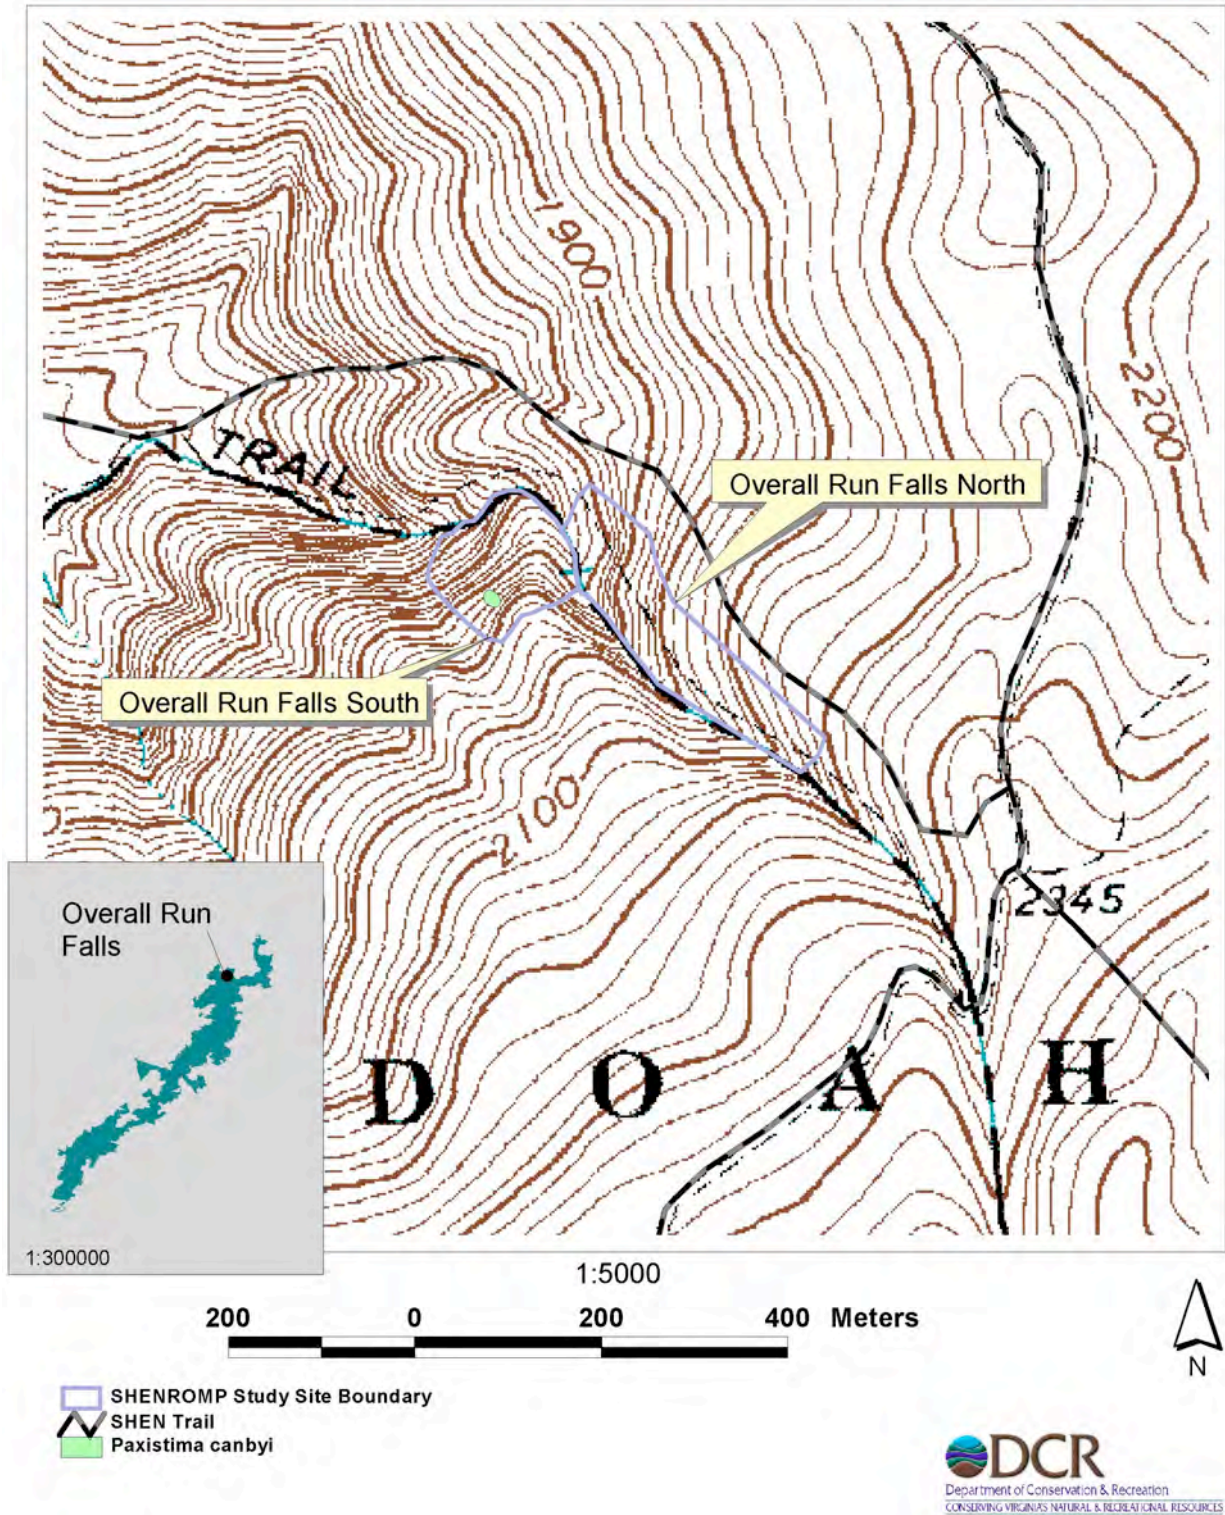 1900
2200
TRAIL
Overall Run Falls North
Overall Run Falls South
2100
2345
Overall Run
Falls
D O A H
1:300000
1:5000
200 0 200 400 Meters
N
SHENROMP Study Site Boundary
SHEN Trail
Paxistima canbyi
DCR
Department of Conservation & Recreation
CONSERVING VIRGINIA'S NATURAL & RECREATIONAL RESOURCES